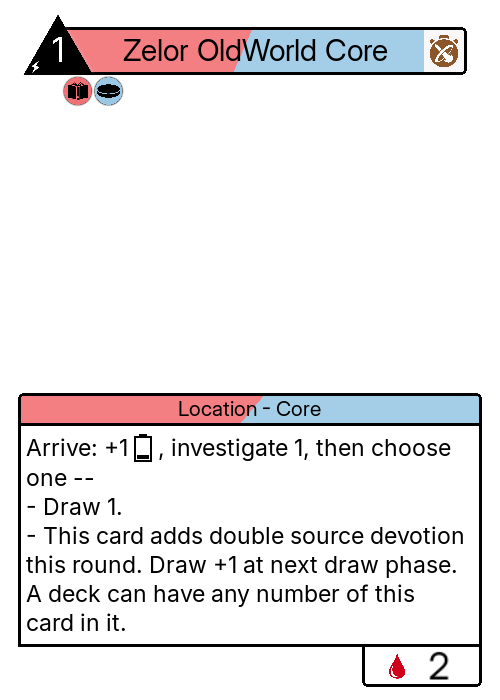 1
Zelor OldWorld Core
Location - Core
Arrive: +1 , investigate 1, then choose
one --
- Draw 1.
- This card adds double source devotion
this round. Draw +1 at next draw phase.
A deck can have any number of this
card in it.
2